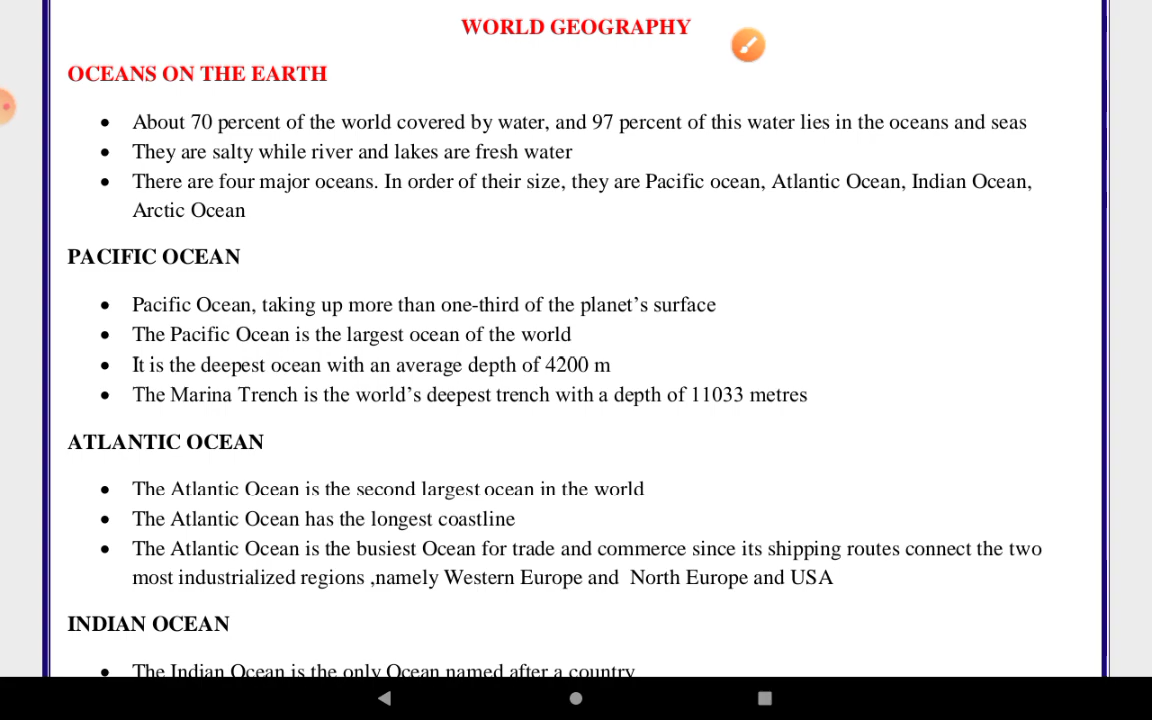 WORLD GEOGRAPHY
OCEANS ON THE EARTH
• About 70 percent of the world covered by water, and 97 percent of this water lies in the oceans and seas
• They are salty while river and lakes are fresh water
• There are four major oceans. In order of their size, they are Pacific ocean, Atlantic Ocean, Indian Ocean,
Arctic Ocean
PACIFIC OCEAN
• Pacific Ocean, taking up more than one-third of the planet’s surface
• The Pacific Ocean is the largest ocean of the world
• It is the deepest ocean with an average depth of 4200 m
• The Marina Trench is the world’s deepest trench with a depth of 11033 metres
ATLANTIC OCEAN
• The Atlantic Ocean is the second largest ocean in the world
• The Atlantic Ocean has the longest coastline
• The Atlantic Ocean is the busiest Ocean for trade and commerce since its shipping routes connect the two
most industrialized regions ,namely Western Europe and North Europe and USA
INDIAN OCEAN
• The Indian Ocean is the only Ocean named after a country